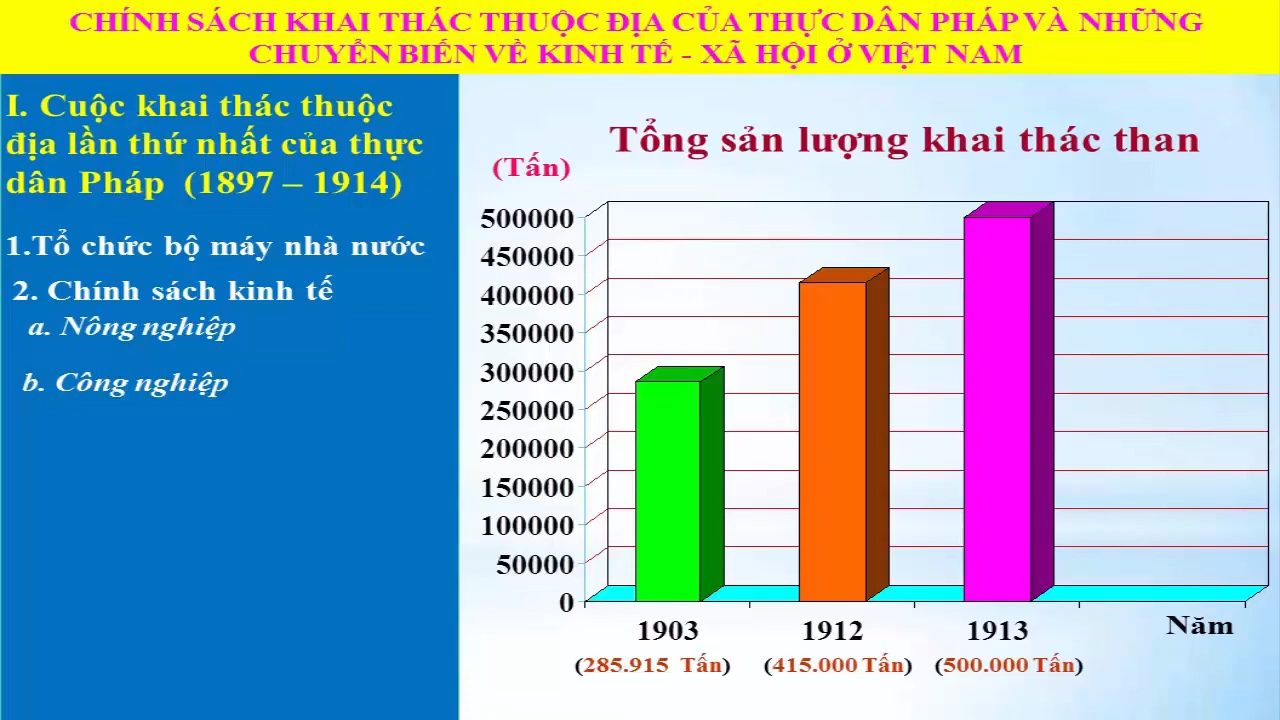 CHÍNH SÁCH KHAI THÁC THUỘC ĐỊA CỦA THỰC DÂN PHÁP VÀ NHỮNG
CHUYỂN BIẾN VỀ KINH TẾ - XÃ HỘI Ở VIỆT NAM
I. Cuộc khai thác thuộc
địa lần thứ nhất của thực
dân Pháp (1897 – 1914)
1.Tổ chức bộ máy nhà nước
2. Chính sách kinh tế
a. Nông nghiệp
b. Công nghiệp
Tổng sản lượng khai thác than
(Tấn)
500000
450000
400000
350000
300000
250000
200000
150000
100000
50000
0
1903 1912 1913 Năm
(285.915 Tấn) (415.000 Tấn) (500.000 Tấn)